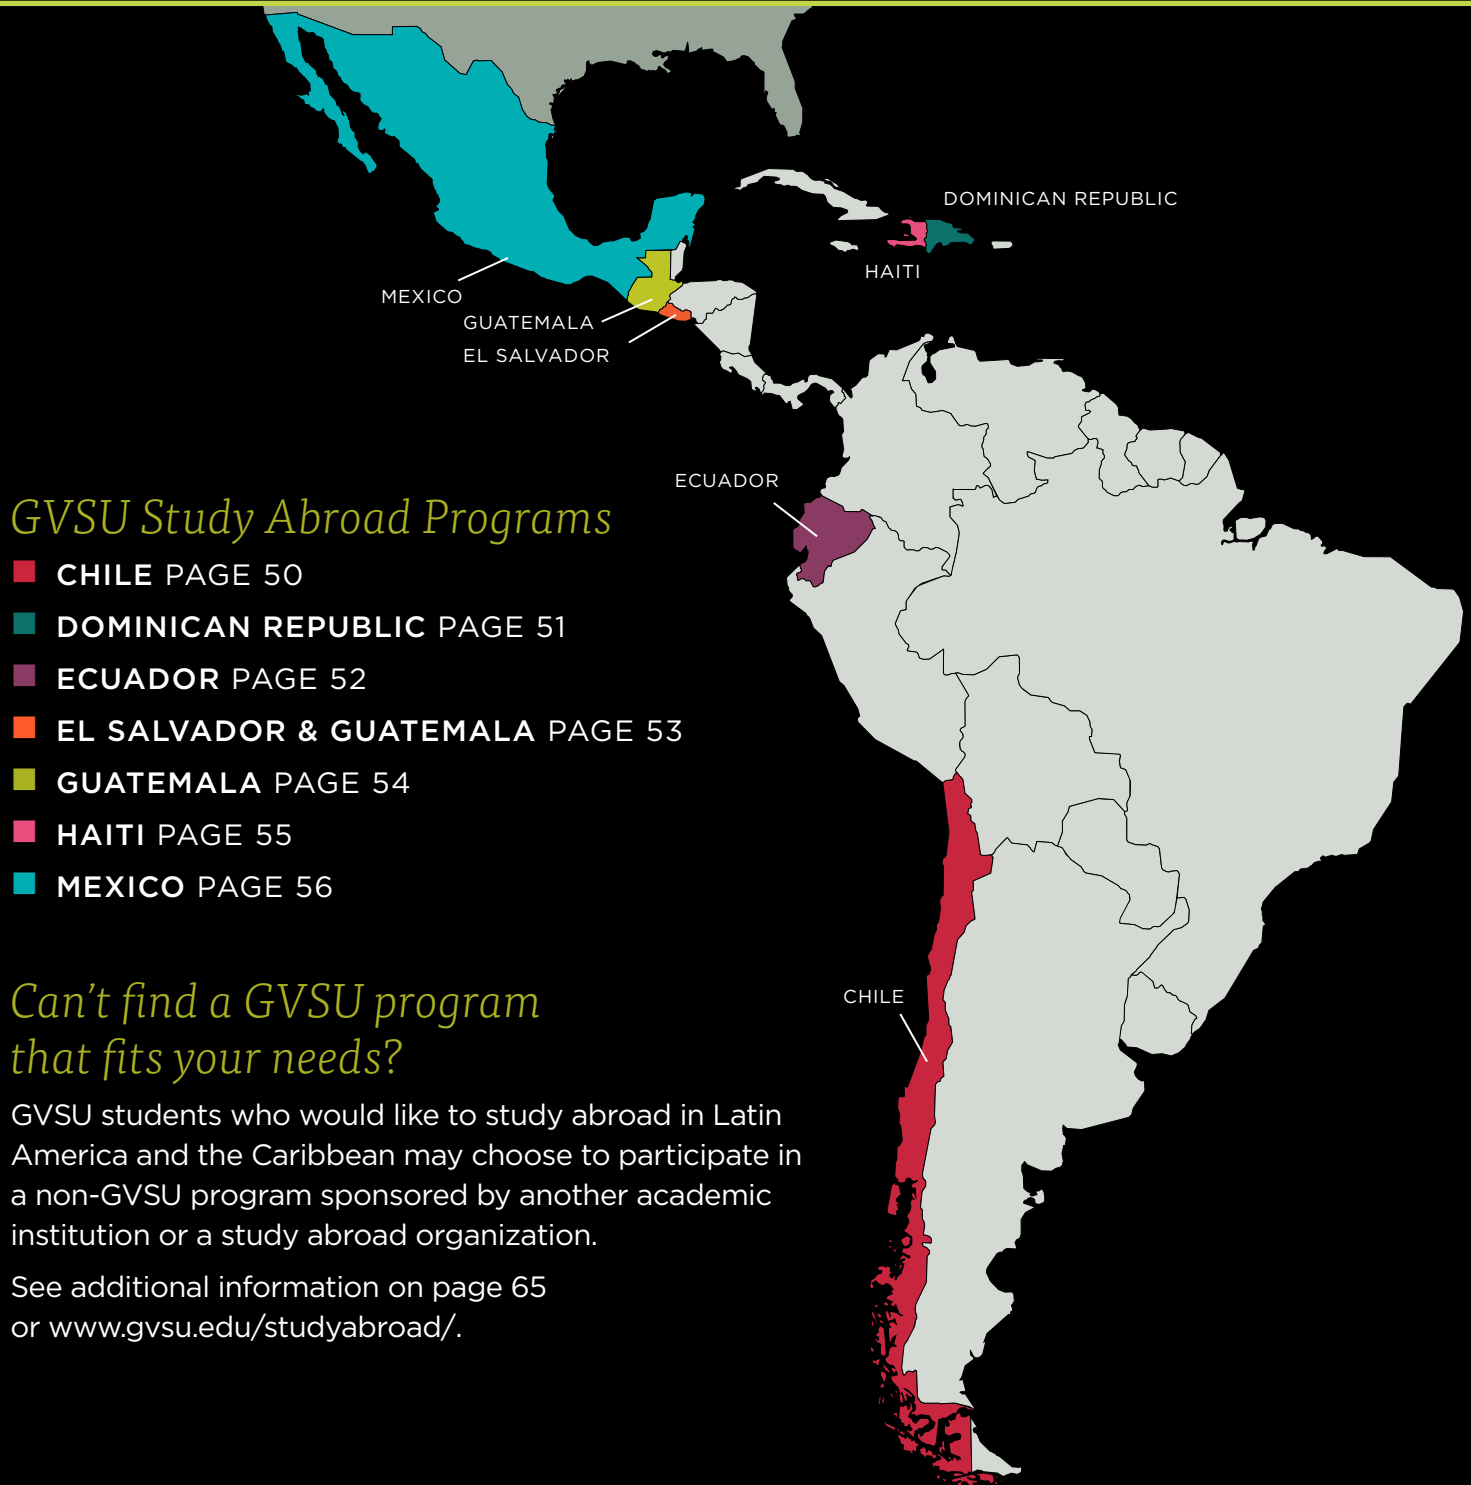 DOMINICAN REPUBLIC
HAITI
MEXICO
GUATEMALA
EL SALVADOR
ECUADOR
GVSU Study Abroad Programs
CHILE PAGE 50
DOMINICAN REPUBLIC PAGE 51
ECUADOR PAGE 52
EL SALVADOR & GUATEMALA PAGE 53
GUATEMALA PAGE 54
HAITI PAGE 55
MEXICO PAGE 56
CHILE
Can't find a GVSU program
that fits your needs?
GVSU students who would like to study abroad in Latin
America and the Caribbean may choose to participate in
a non-GVSU program sponsored by another academic
institution or a study abroad organization.
See additional information on page 65
or www.gvsu.edu/studyabroad/.